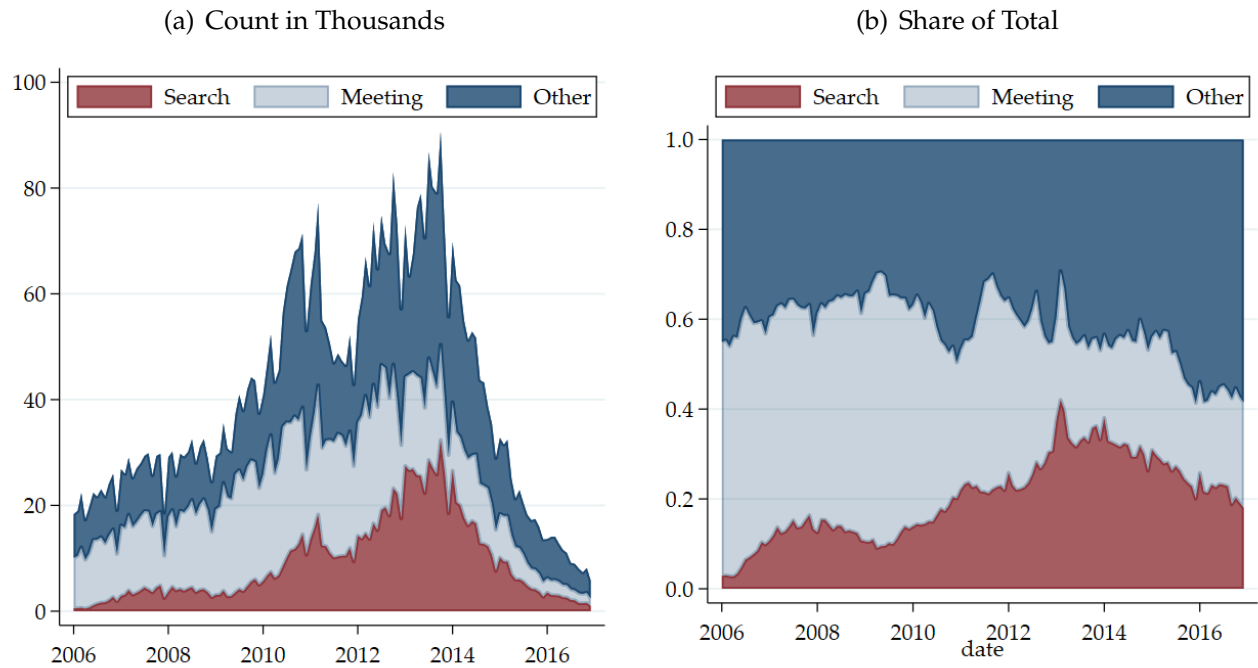 (a) Count in Thousands
Search Meeting Other
100
80
60
40
20
0
2006 2008 2010 2012 2014 2016
(b) Share of Total
Search Meeting Other
1.0
0.8
0.6
0.4
0.2
0.0
2006 2008 2010 2012 2014 2016
date